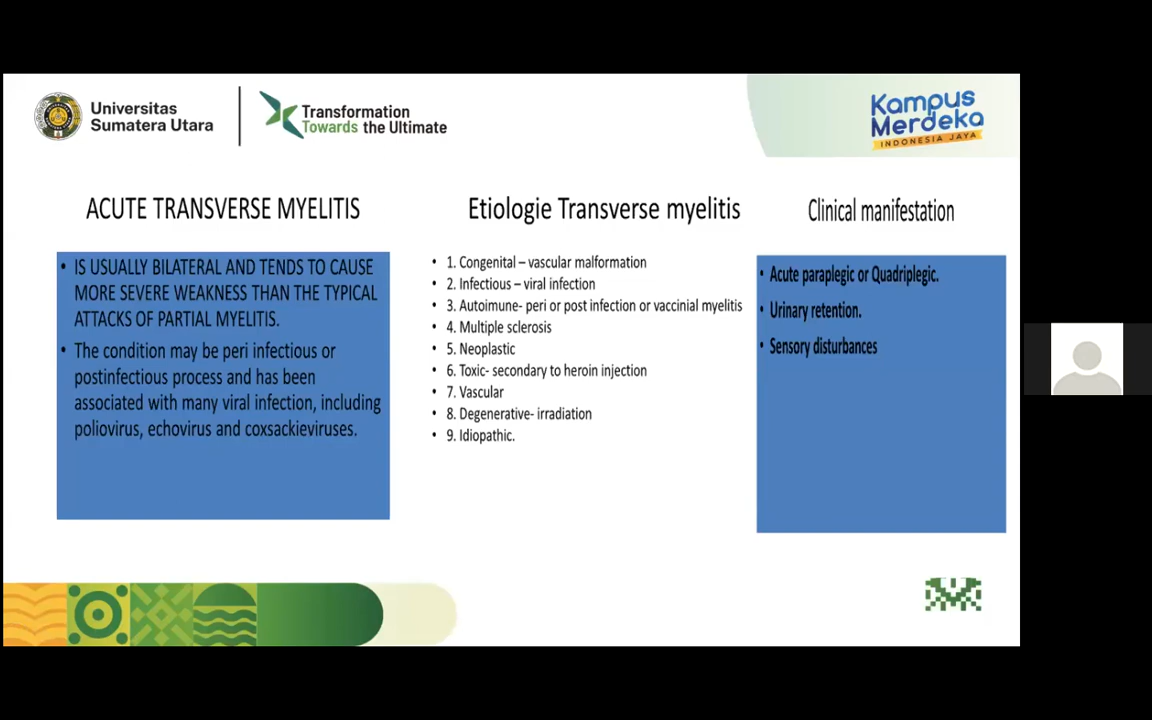 Universitas
Sumatera Utara
Transformation
Towards the Ultimate
Kampus
Merdeka
INDONESIA JAYA
ACUTE TRANSVERSE MYELITIS
• IS USUALLY BILATERAL AND TENDS TO CAUSE
MORE SEVERE WEAKNESS THAN THE TYPICAL
ATTACKS OF PARTIAL MYELITIS.
• The condition may be peri infectious or
postinfectious process and has been
associated with many viral infection, including
poliovirus, echovirus and coxsackieviruses.
Etiologie Transverse myelitis
• 1. Congenital – vascular malformation
• 2. Infectious – viral infection
• 3. Autoimune- peri or post infection or vaccinial myelitis
• 4. Multiple sclerosis
• 5. Neoplastic
• 6. Toxic- secondary to heroin injection
• 7. Vascular
• 8. Degenerative- irradiation
• 9. Idiopathic.
Clinical manifestation
• Acute paraplegic or Quadriplegic.
• Urinary retention.
• Sensory disturbances